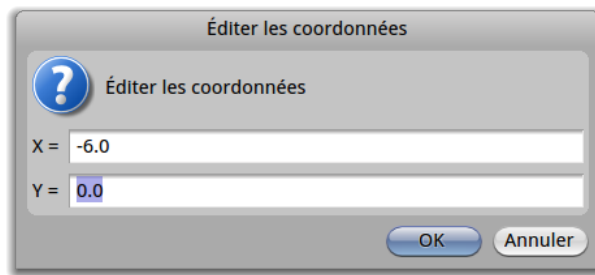 Éditer les coordonnées
Éditer les coordonnées
X = -6.0
Y = 0.0
OK Annuler